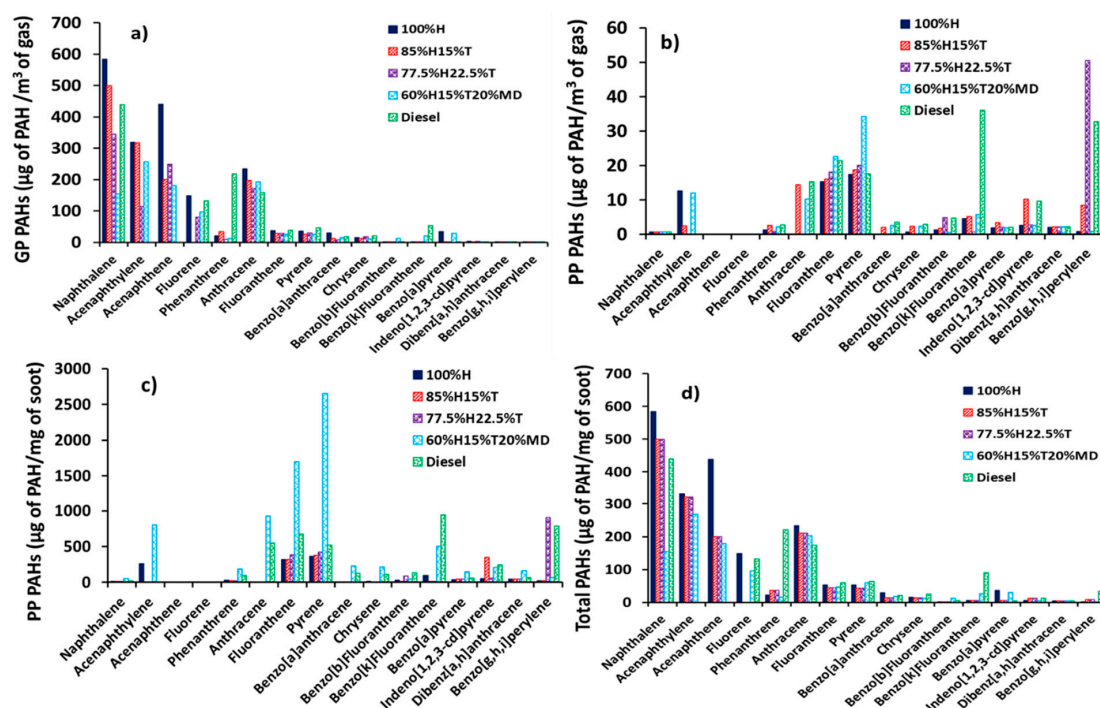 a)
GP PAHs (µg of PAH /m³ of gas)
700
600
500
400
300
200
100
0
100%H
85%H15%T
77.5%H22.5%T
60%H15%T20%MD
Diesel
Naphthalene
Acenaphthylene
Acenaphthene
Fluorene
Phenanthrene
Anthracene
Fluoranthene
Pyrene
Benzo[a]anthracene
Chrysene
Benzo[b]Fluoranthene
Benzo[k]Fluoranthene
Benzo[a]pyrene
Indeno[1,2,3-cd]pyrene
Dibenz[a,h]anthracene
Benzo[g,h,i]perylene
b)
PP PAHs (µg of PAH/m³ of gas)
60
50
40
30
20
10
0
100%H
85%H15%T
77.5%H22.5%T
60%H15%T20%MD
Diesel
Naphthalene
Acenaphthylene
Acenaphthene
Fluorene
Phenanthrene
Anthracene
Fluoranthene
Pyrene
Benzo[a]anthracene
Chrysene
Benzo[b]Fluoranthene
Benzo[k]Fluoranthene
Benzo[a]pyrene
Indeno[1,2,3-cd]pyrene
Dibenz[a,h]anthracene
Benzo[g,h,i]perylene
c)
PP PAHs (µg of PAH/mg of soot)
3000
2500
2000
1500
1000
500
0
100%H
85%H15%T
77.5%H22.5%T
60%H15%T20%MD
Diesel
Naphthalene
Acenaphthylene
Acenaphthene
Fluorene
Phenanthrene
Anthracene
Fluoranthene
Pyrene
Benzo[a]anthracene
Chrysene
Benzo[b]Fluoranthene
Benzo[k]Fluoranthene
Benzo[a]pyrene
Indeno[1,2,3-cd]pyrene
Dibenz[a,h]anthracene
Benzo[g,h,i]perylene
d)
Total PAHs (µg of PAH/mg of soot)
700
600
500
400
300
200
100
0
100%H
85%H15%T
77.5%H22.5%T
60%H15%T20%MD
Diesel
Naphthalene
Acenaphthylene
Acenaphthene
Fluorene
Phenanthrene
Anthracene
Fluoranthene
Pyrene
Benzo[a]anthracene
Chrysene
Benzo[b]Fluoranthene
Benzo[k]Fluoranthene
Benzo[a]pyrene
Indeno[1,2,3-cd]pyrene
Dibenz[a,h]anthracene
Benzo[g,h,i]perylene